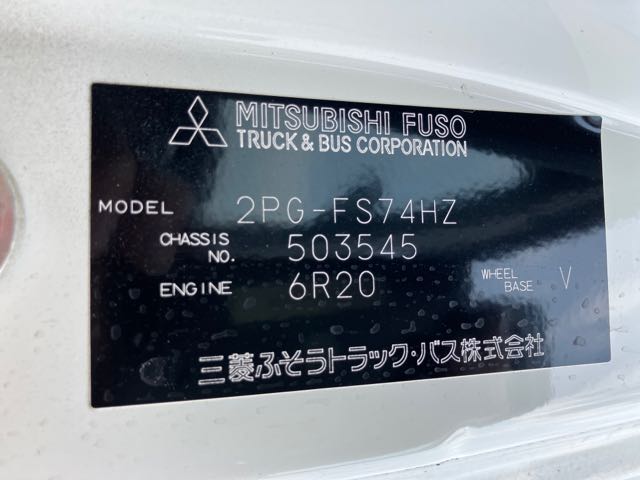 MITSUBISHI FUSO
TRUCK & BUS CORPORATION
MODEL 2PG-FS74HZ
CHASSIS NO. 503545
ENGINE 6R20 WHEEL BASE V
三菱ふそうトラック・バス株式会社